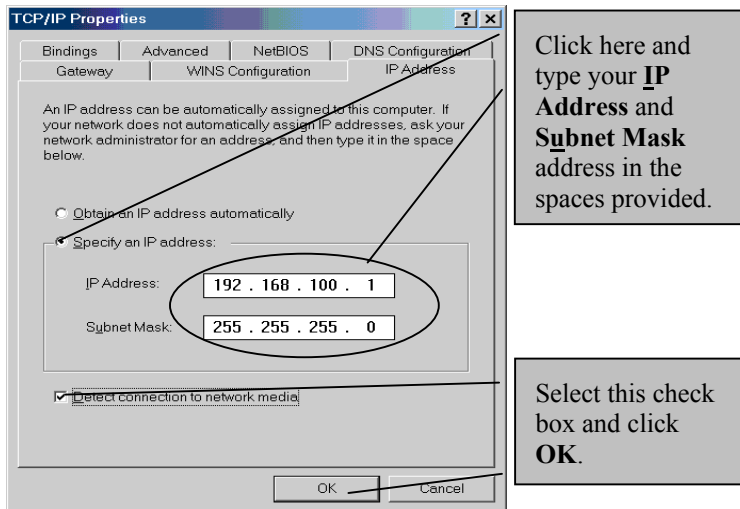 TCP/IP Properties
Bindings Advanced NetBIOS DNS Configuration
Gateway WINS Configuration IP Address
An IP address can be automatically assigned to this computer. If
your network does not automatically assign IP addresses, ask your
network administrator for an address, and then type it in the space
below.
Obtain an IP address automatically
Specify an IP address:
IP Address: 192 . 168 . 100 . 1
Subnet Mask: 255 . 255 . 255 . 0
Detect connection to network media
OK Cancel
Click here and
type your IP
Address and
Subnet Mask
address in the
spaces provided.
Select this check
box and click
OK.